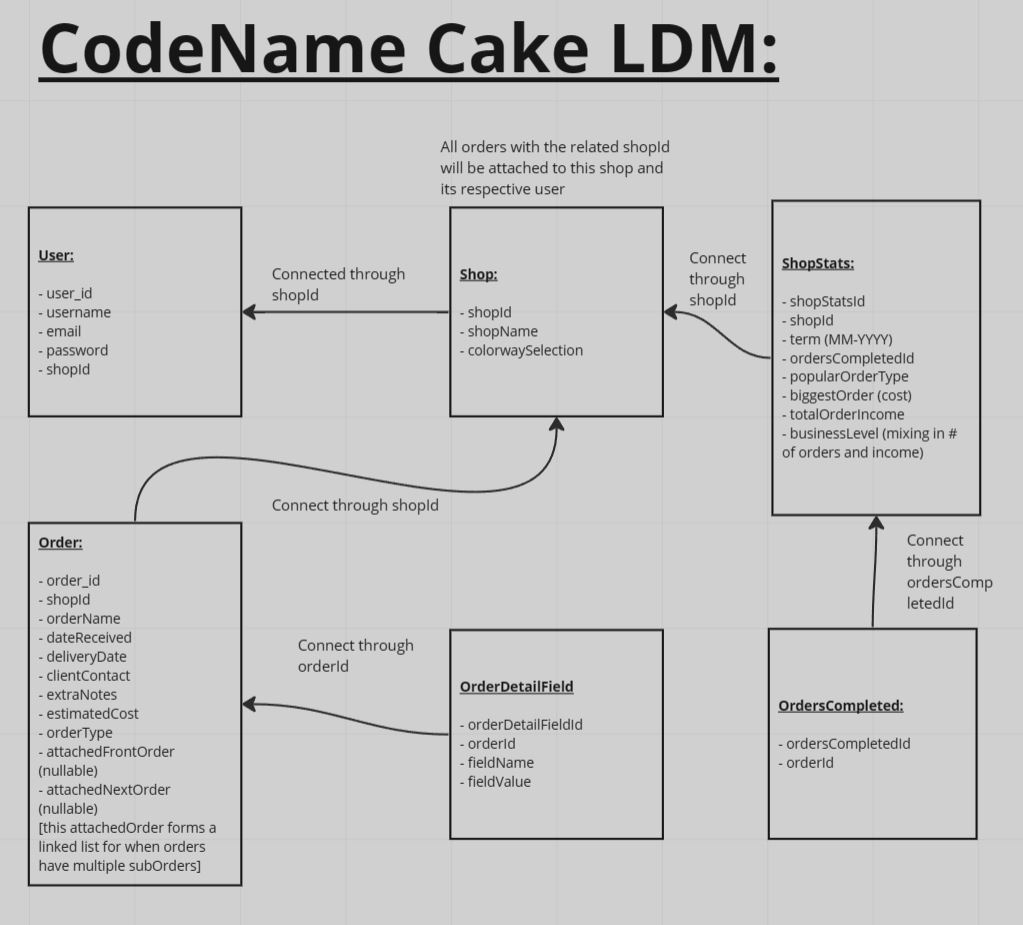 CodeName Cake LDM:
All orders with the related shopId
will be attached to this shop and
its respective user
User:
- user_id
- username
- email
- password
- shopId
Connected through
shopId
Shop:
- shopId
- shopName
- colorwaySelection
Connect
through
shopId
ShopStats:
- shopStatsId
- shopId
- term (MM-YYYY)
- ordersCompletedId
- popularOrderType
- biggestOrder (cost)
- totalOrderIncome
- businessLevel (mixing in #
of orders and income)
Connect through shopId
Order:
- order_id
- shopId
- orderName
- dateReceived
- deliveryDate
- clientContact
- extraNotes
- estimatedCost
- orderType
- attachedFrontOrder
(nullable)
- attachedNextOrder
(nullable)
[this attachedOrder forms a
linked list for when orders
have multiple subOrders]
Connect through
orderId
OrderDetailField
- orderDetailFieldId
- orderId
- fieldName
- fieldValue
Connect
through
ordersComp
letedId
OrdersCompleted:
- ordersCompletedId
- orderId